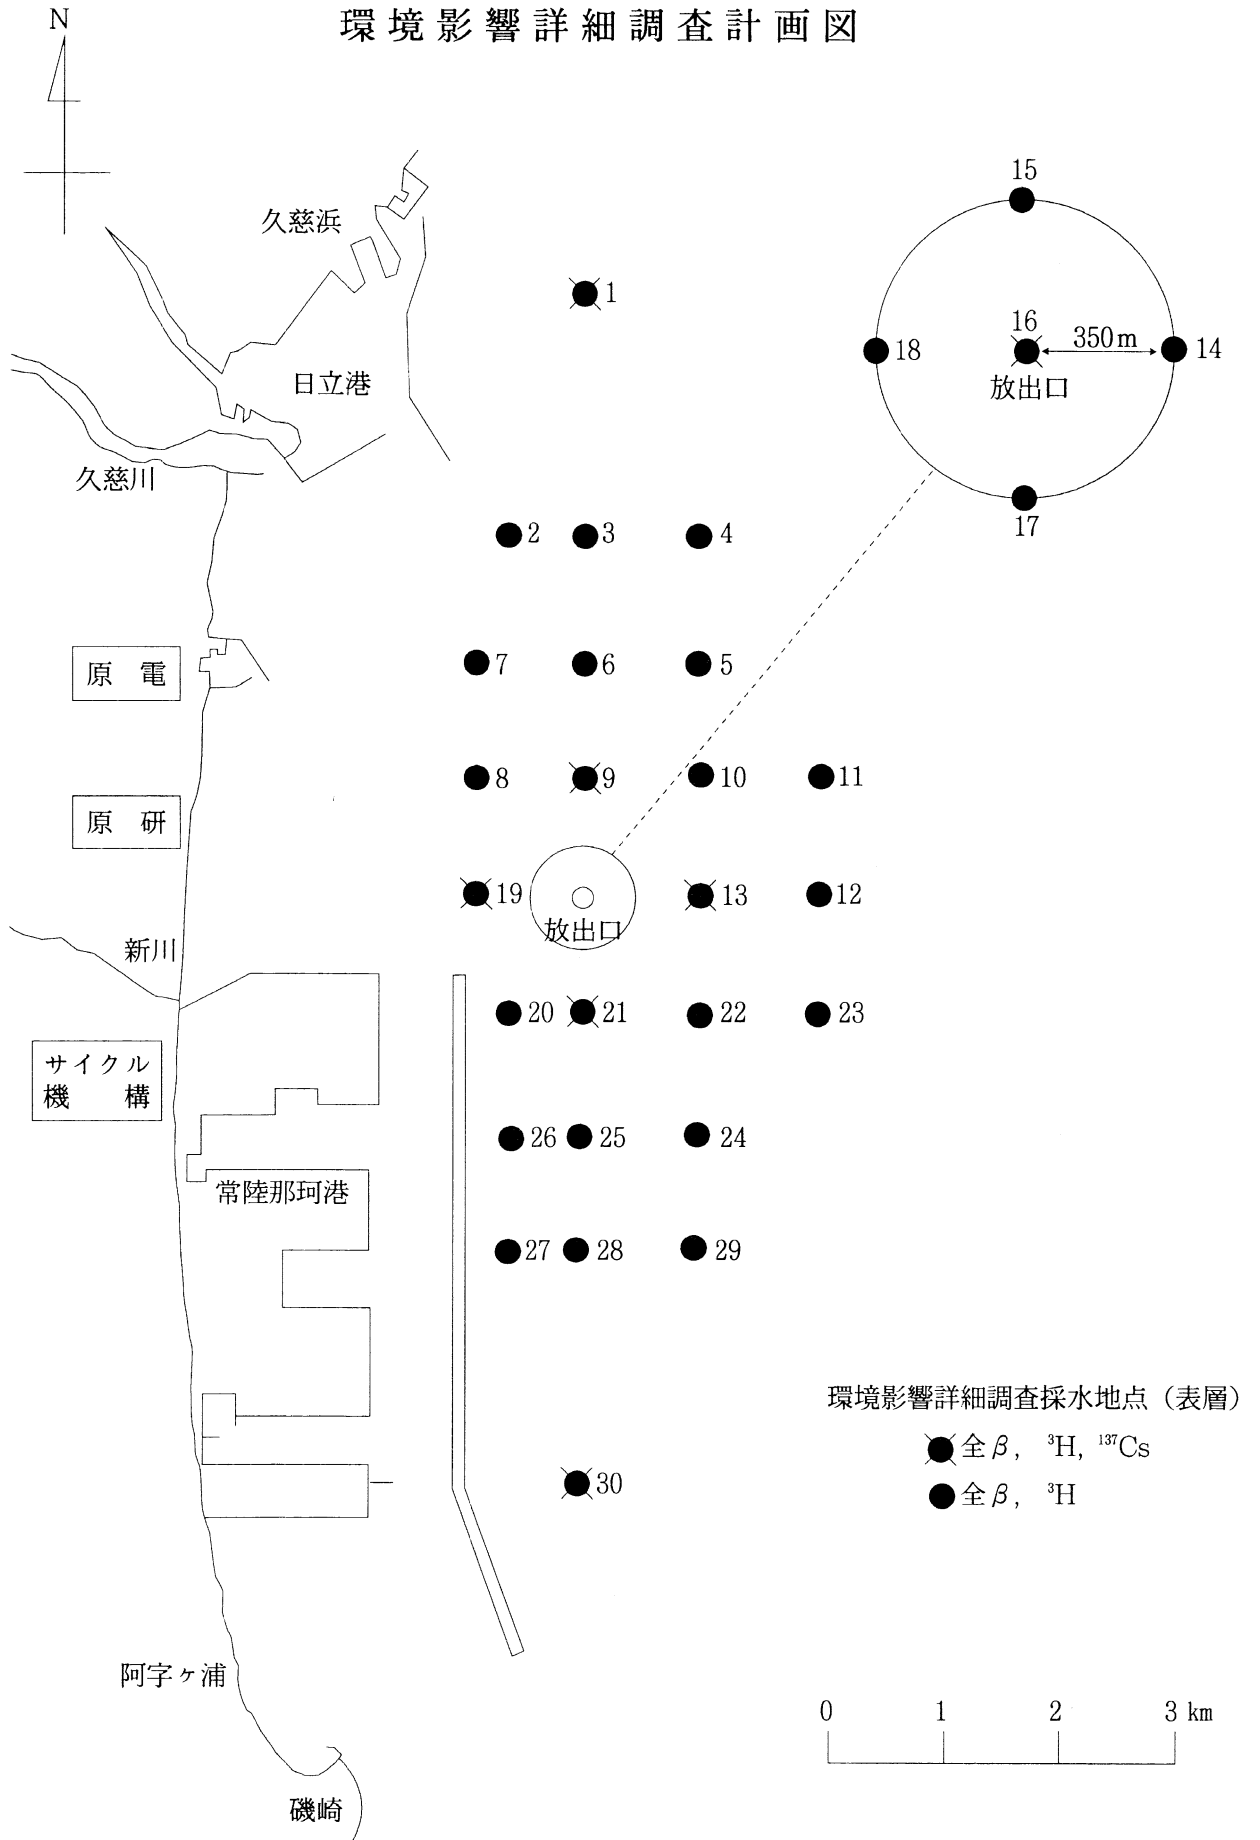 環境影響詳細調査計画図
N
15
久慈浜
1
16
350m
18
14
放出口
日立港
久慈川
17
2
3
4
原電
7
6
5
8
9
10
11
原研
19
13
12
放出口
新川
20
21
22
23
サイクル
機構
26
25
24
常陸那珂港
27
28
29
環境影響詳細調査採水地点（表層）
全β, ³H, ¹³⁷Cs
30
全β, ³H
阿字ヶ浦
0 1 2 3 km
磯崎